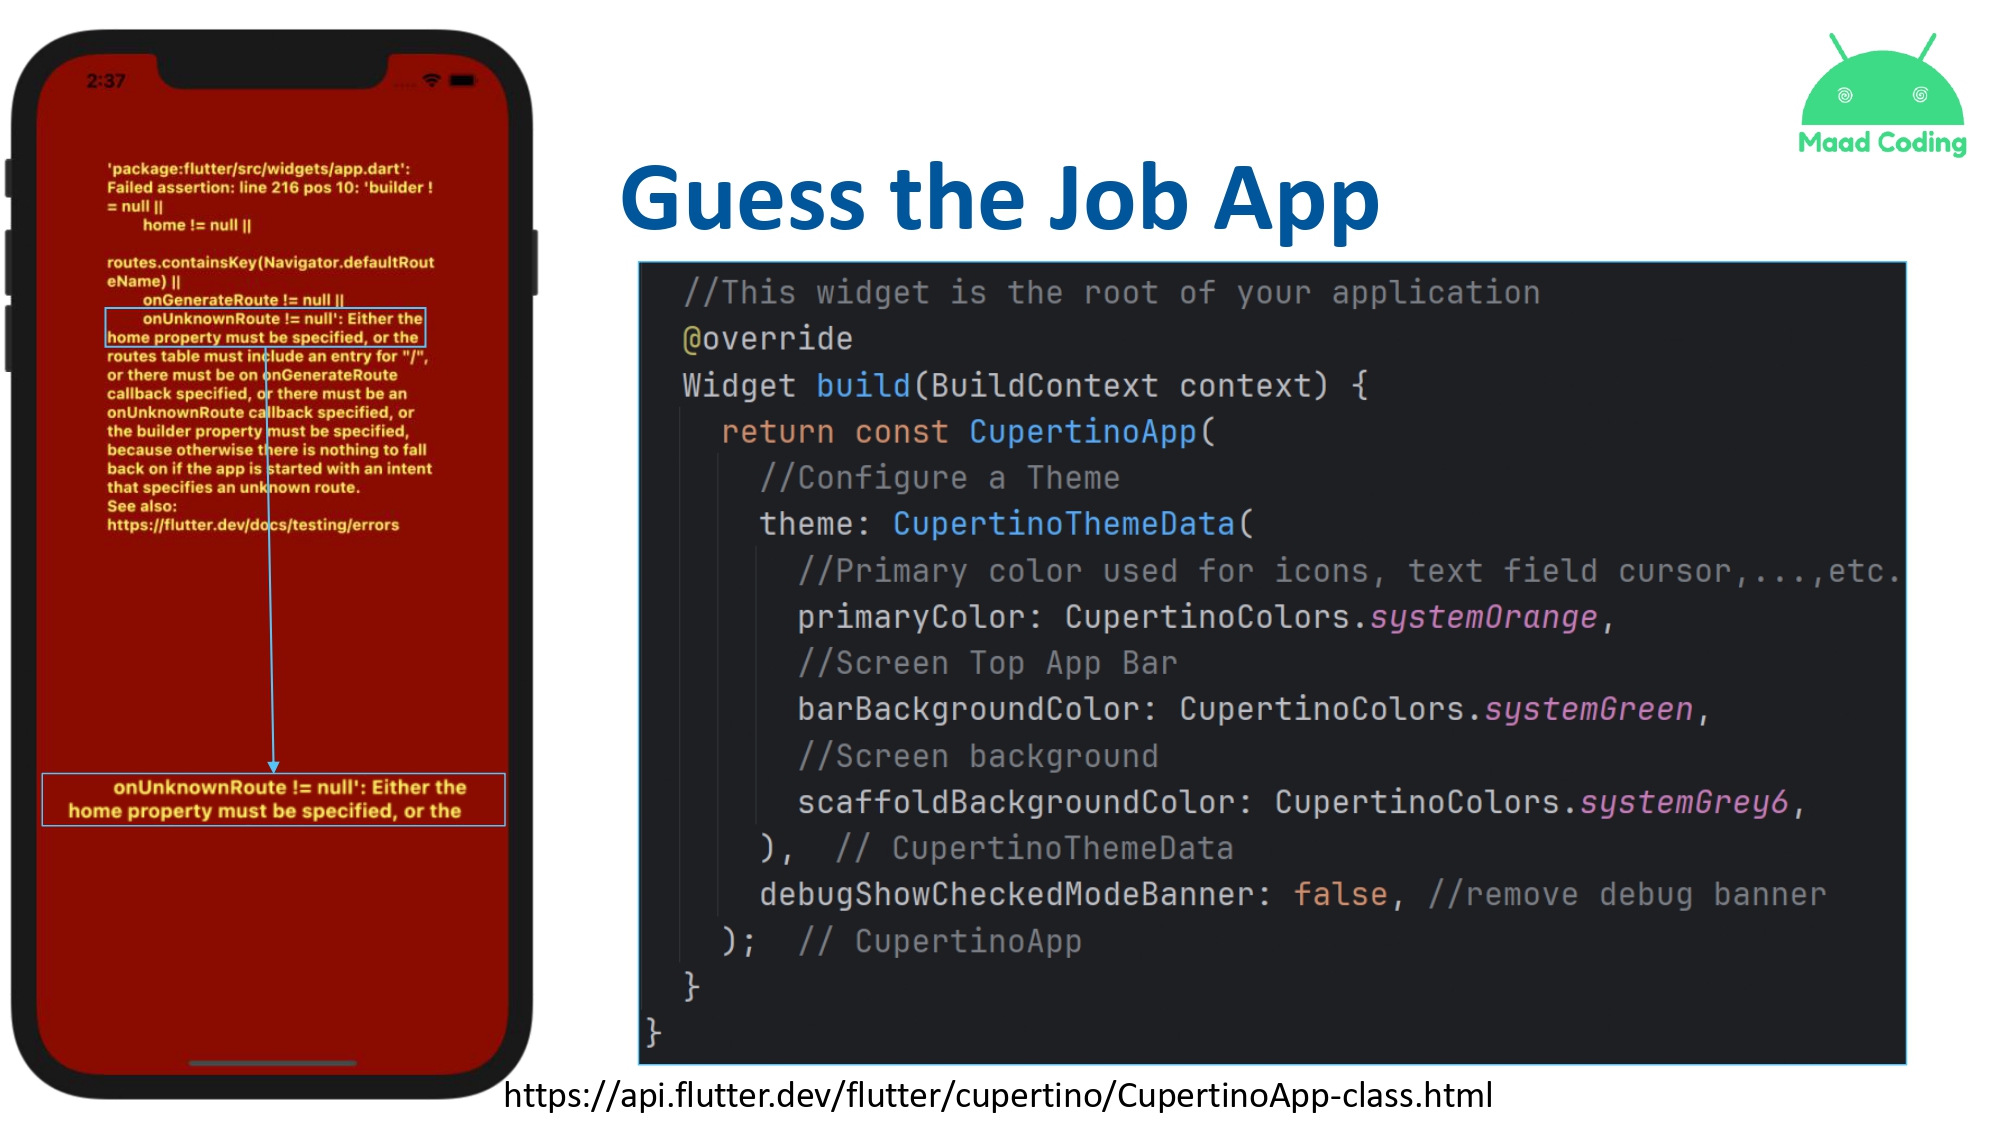 2:37
'package:flutter/src/widgets/app.dart':
Failed assertion: line 216 pos 10: 'builder !
= null ||
home != null ||
routes.containsKey(Navigator.defaultRout
eName) ||
onGenerateRoute != null ||
onUnknownRoute != null': Either the
home property must be specified, or the
routes table must include an entry for "/",
or there must be on onGenerateRoute
callback specified, or there must be an
onUnknownRoute callback specified, or
the builder property must be specified,
because otherwise there is nothing to fall
back on if the app is started with an intent
that specifies an unknown route.
See also:
https://flutter.dev/docs/testing/errors
onUnknownRoute != null': Either the
home property must be specified, or the
Maad Coding
Guess the Job App
//This widget is the root of your application
@override
Widget build(BuildContext context) {
return const CupertinoApp(
//Configure a Theme
theme: CupertinoThemeData(
//Primary color used for icons, text field cursor,...,etc.
primaryColor: CupertinoColors.systemOrange,
//Screen Top App Bar
barBackgroundColor: CupertinoColors.systemGreen,
//Screen background
scaffoldBackgroundColor: CupertinoColors.systemGrey6,
), // CupertinoThemeData
debugShowCheckedModeBanner: false, //remove debug banner
); // CupertinoApp
}
}
https://api.flutter.dev/flutter/cupertino/CupertinoApp-class.html